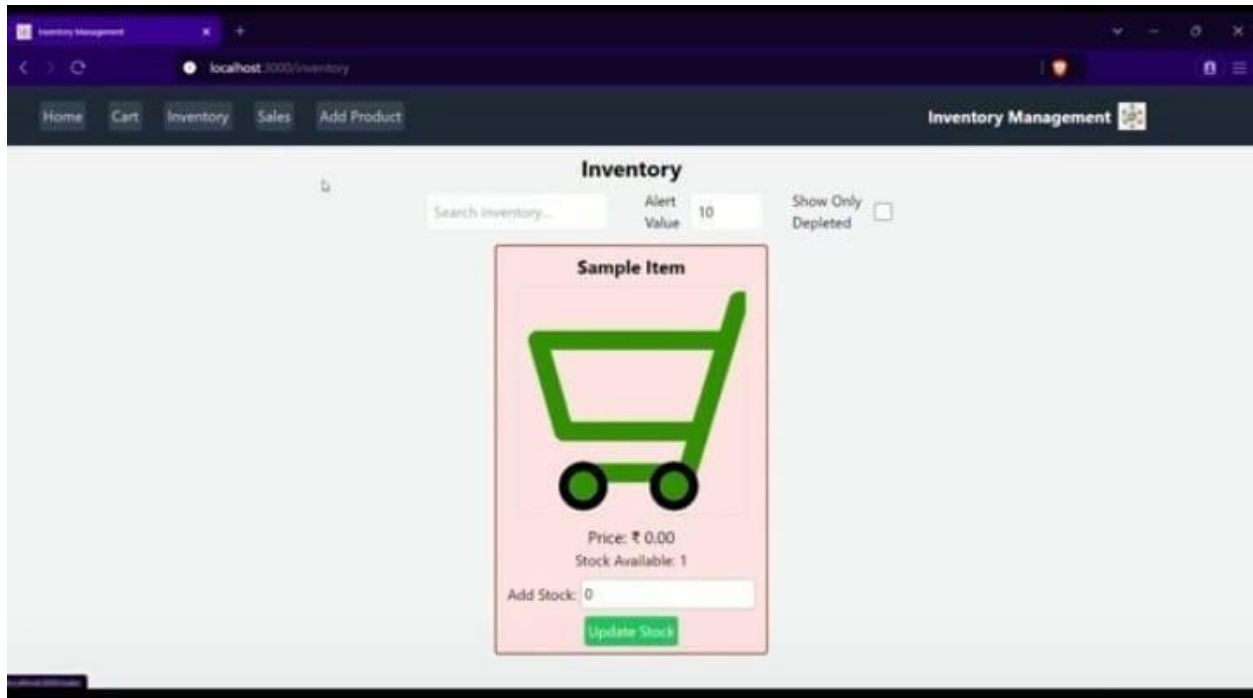 Inventory Management
localhost:3000/inventory
Home Cart Inventory Sales Add Product Inventory Management
Inventory
Search inventory... Alert Value 10 Show Only Depleted
Sample Item
Price: ₹ 0.00
Stock Available: 1
Add Stock: 0
Update Stock